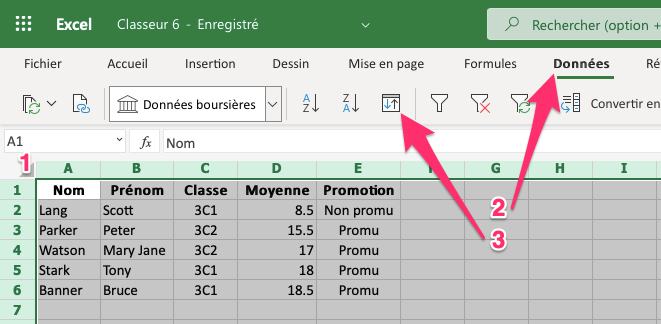 Excel Classeur 6 - Enregistré Rechercher (option +
Fichier Accueil Insertion Dessin Mise en page Formules Données Ré
Données boursières A Z Z A Convertir en
A1 fx Nom
1 A B C D E F G H I
1 Nom Prénom Classe Moyenne Promotion
2 Lang Scott 3C1 8.5 Non promu 2
3 Parker Peter 3C2 15.5 Promu 3
4 Watson Mary Jane 3C2 17 Promu
5 Stark Tony 3C1 18 Promu
6 Banner Bruce 3C1 18.5 Promu
7